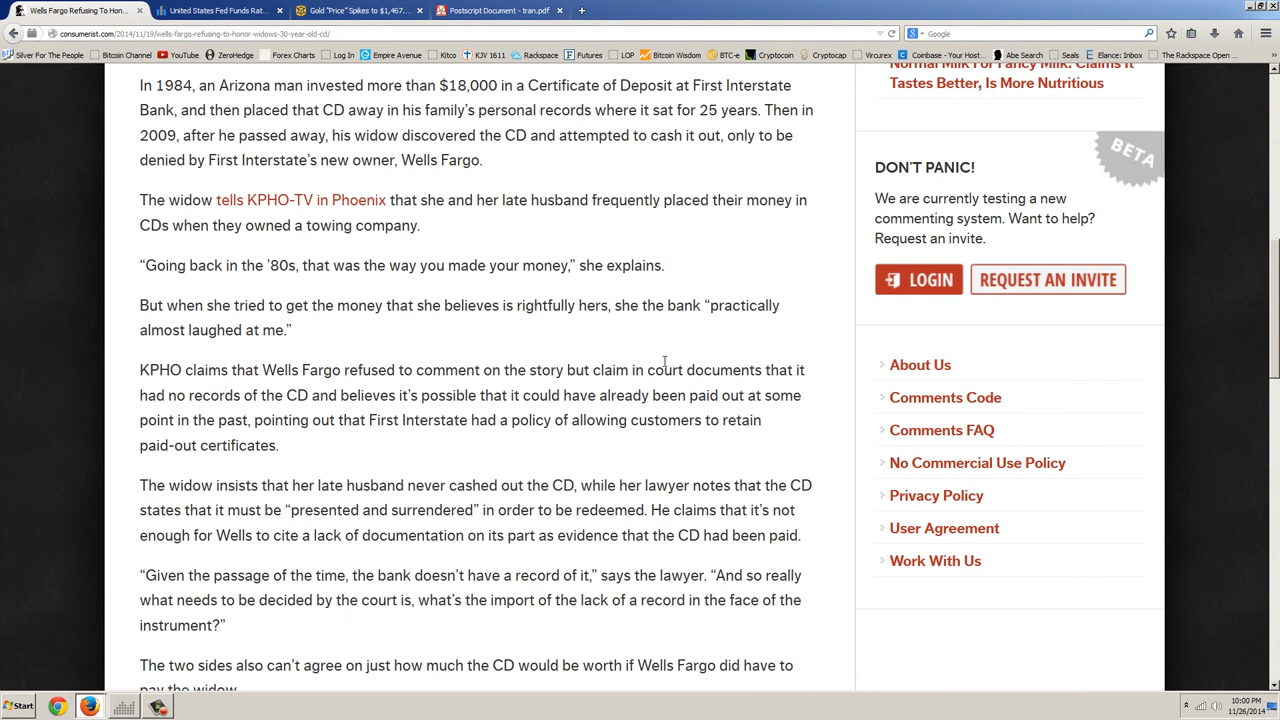 Wells Fargo Refusing To Hon...
United States Fed Funds Rat...
Gold "Price" Spikes to $1,467....
Postscript Document - tran.pdf
consumerist.com/2014/11/19/wells-fargo-refusing-to-honor-widows-30-year-old-cd/
Google
Silver For The People
Bitcoin Channel
YouTube
ZeroHedge
Forex Charts
Log In
Empire Avenue
Kitco
KJV 1611
Rackspace
Futures
LOP
Bitcoin Wisdom
BTC-e
Cryptocoin
Cryptocap
Vircurex
Coinbase - Your Host...
Abe Search
Seals
Elance: Inbox
The Rackspace Open ...
In 1984, an Arizona man invested more than $18,000 in a Certificate of Deposit at First Interstate
Bank, and then placed that CD away in his family's personal records where it sat for 25 years. Then in
2009, after he passed away, his widow discovered the CD and attempted to cash it out, only to be
denied by First Interstate's new owner, Wells Fargo.
The widow tells KPHO-TV in Phoenix that she and her late husband frequently placed their money in
CDs when they owned a towing company.
“Going back in the ’80s, that was the way you made your money,” she explains.
But when she tried to get the money that she believes is rightfully hers, she the bank “practically
almost laughed at me.”
KPHO claims that Wells Fargo refused to comment on the story but claim in court documents that it
had no records of the CD and believes it’s possible that it could have already been paid out at some
point in the past, pointing out that First Interstate had a policy of allowing customers to retain
paid-out certificates.
The widow insists that her late husband never cashed out the CD, while her lawyer notes that the CD
states that it must be “presented and surrendered” in order to be redeemed. He claims that it’s not
enough for Wells to cite a lack of documentation on its part as evidence that the CD had been paid.
“Given the passage of the time, the bank doesn’t have a record of it,” says the lawyer. “And so really
what needs to be decided by the court is, what’s the import of the lack of a record in the face of the
instrument?”
The two sides also can’t agree on just how much the CD would be worth if Wells Fargo did have to
pay the widow.
Normal Milk For Fancy Milk. Claims It
Tastes Better, Is More Nutritious
BETA
DON'T PANIC!
We are currently testing a new
commenting system. Want to help?
Request an invite.
LOGIN
REQUEST AN INVITE
About Us
Comments Code
Comments FAQ
No Commercial Use Policy
Privacy Policy
User Agreement
Work With Us
Start
10:00 PM
11/26/2014